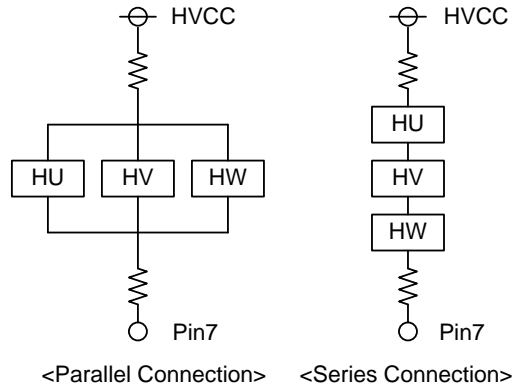 HVCC
HVCC
HU
HV
HW
HU
HV
HW
Pin7
Pin7
<Parallel Connection>
<Series Connection>